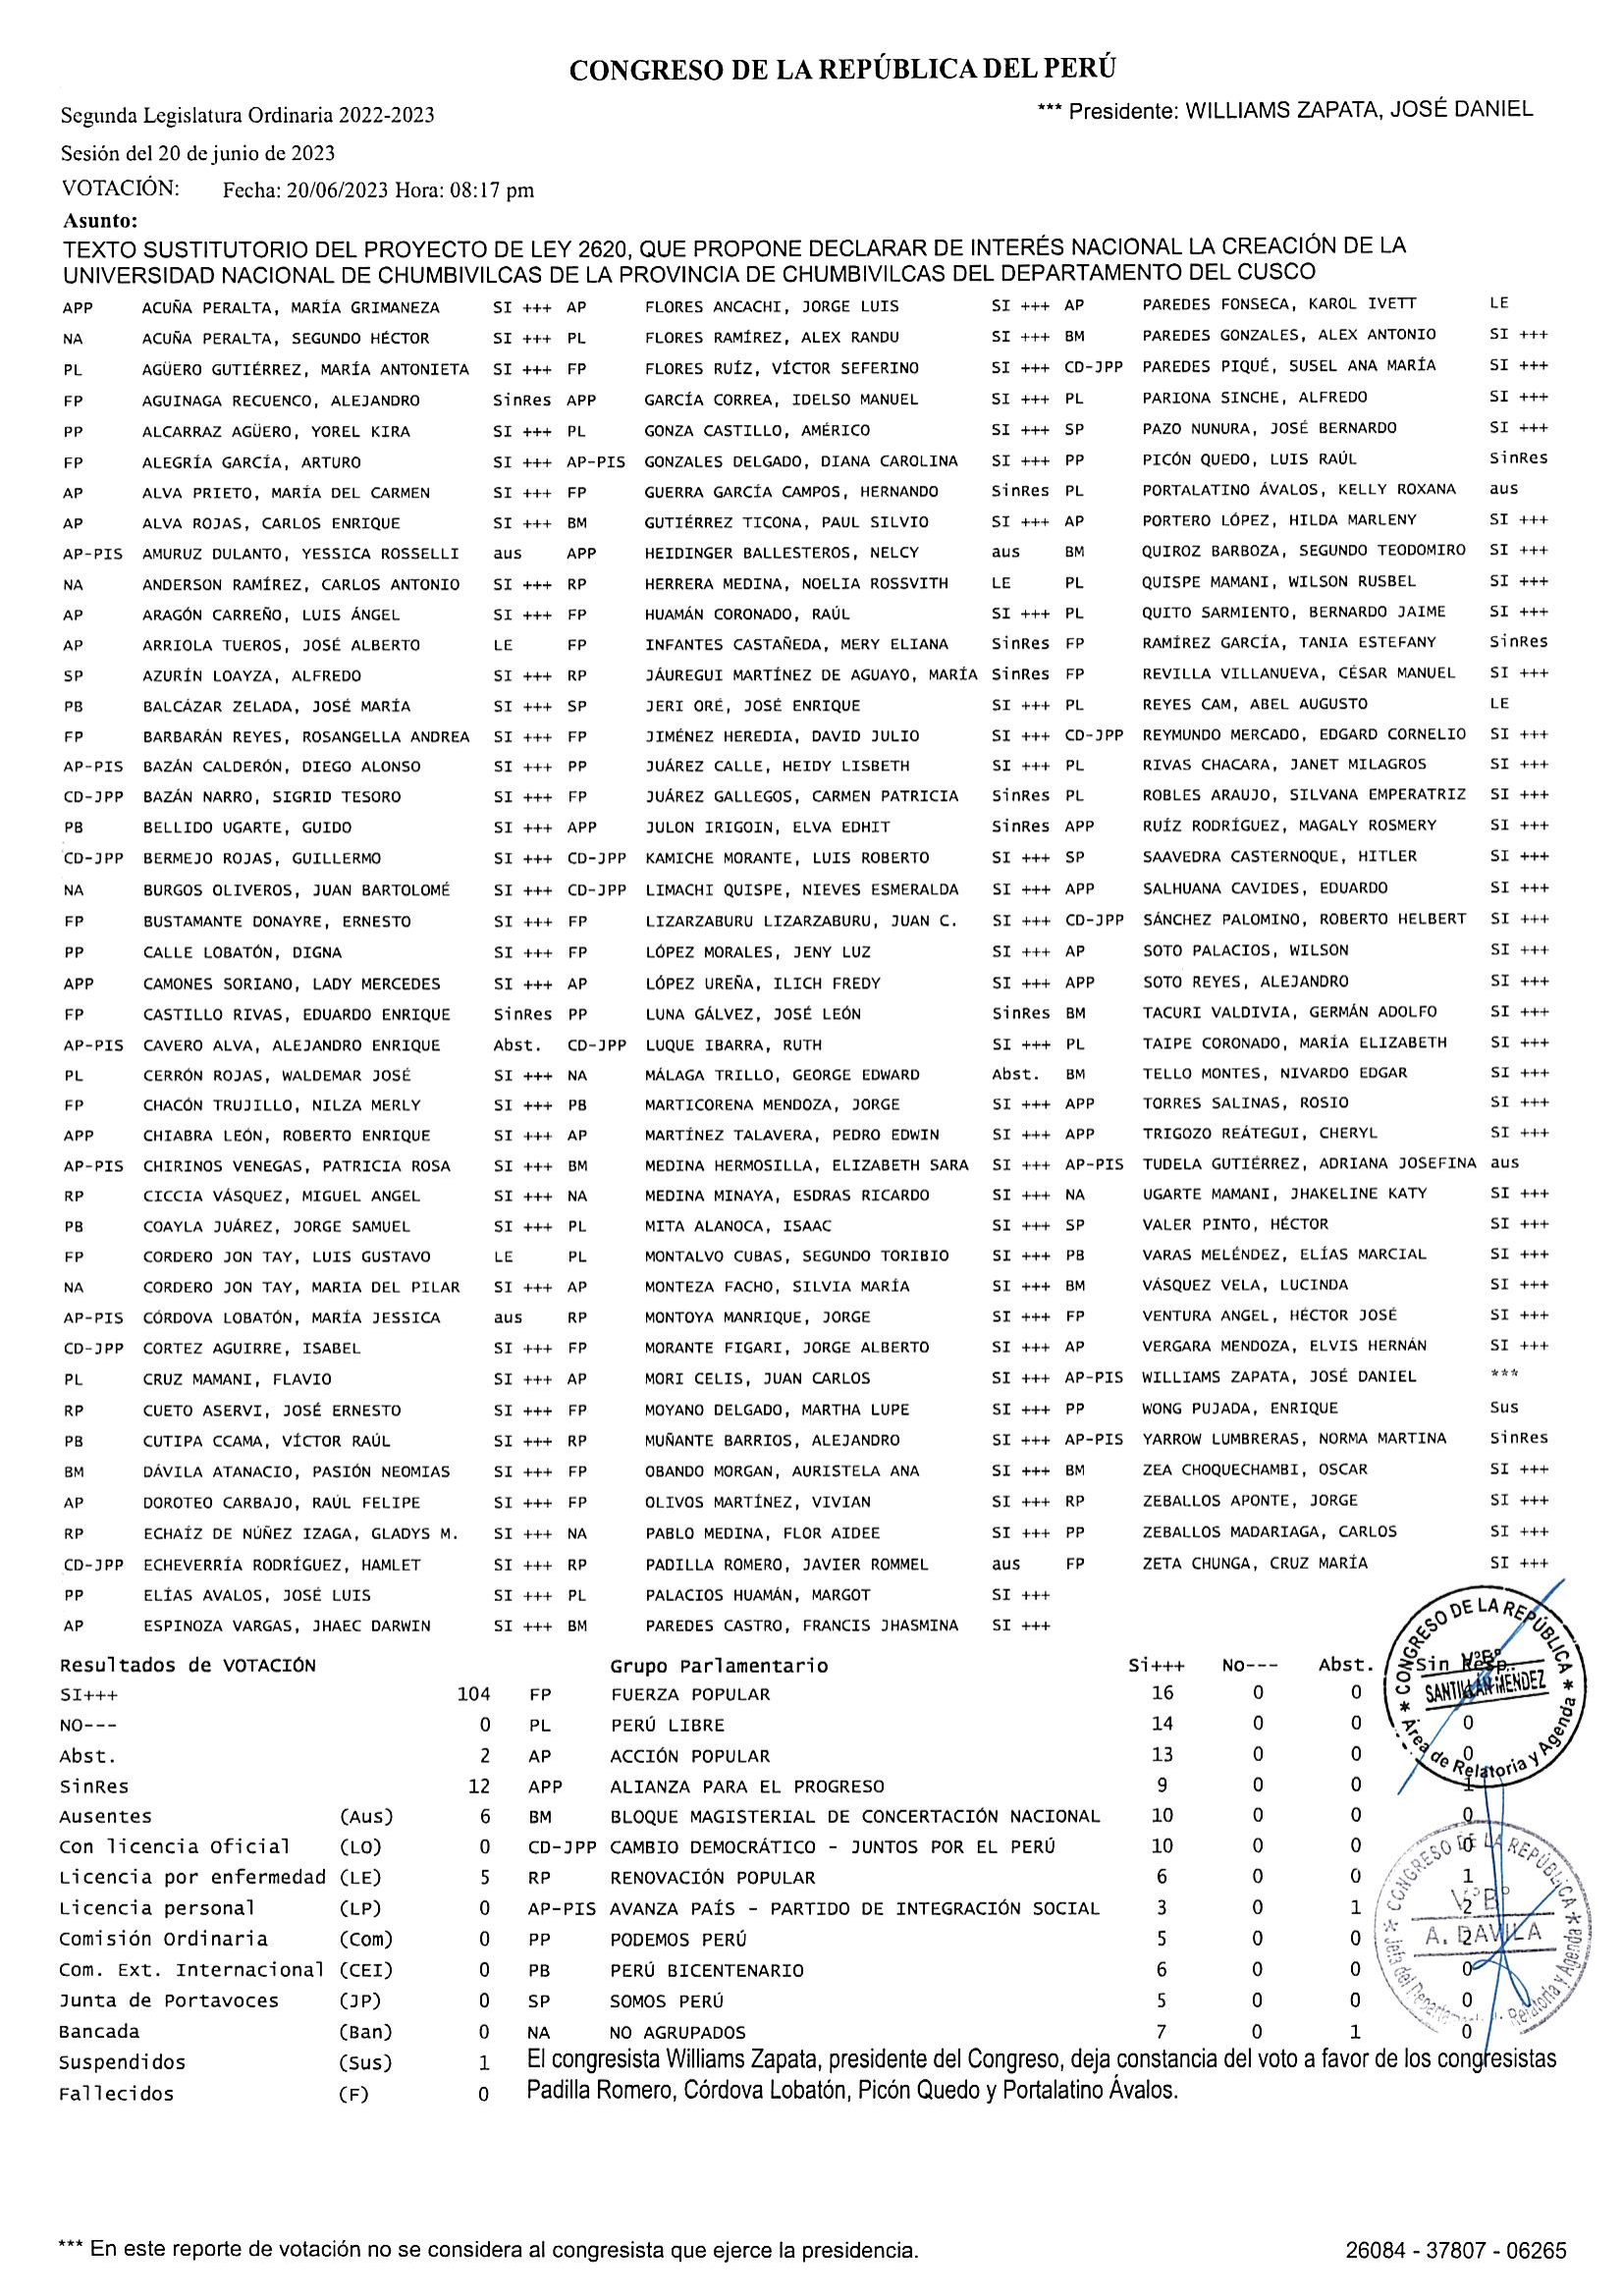 CONGRESO DE LA REPÚBLICA DEL PERÚ
Segunda Legislatura Ordinaria 2022-2023 *** Presidente: WILLIAMS ZAPATA, JOSÉ DANIEL
Sesión del 20 de junio de 2023
VOTACIÓN: Fecha: 20/06/2023 Hora: 08:17 pm
Asunto:
TEXTO SUSTITUTORIO DEL PROYECTO DE LEY 2620, QUE PROPONE DECLARAR DE INTERÉS NACIONAL LA CREACIÓN DE LA
UNIVERSIDAD NACIONAL DE CHUMBIVILCAS DE LA PROVINCIA DE CHUMBIVILCAS DEL DEPARTAMENTO DEL CUSCO
APP ACUÑA PERALTA, MARÍA GRIMANEZA SI +++ AP FLORES ANCACHI, JORGE LUIS SI +++ AP PAREDES FONSECA, KAROL IVETT LE
NA ACUÑA PERALTA, SEGUNDO HÉCTOR SI +++ PL FLORES RAMÍREZ, ALEX RANDU SI +++ BM PAREDES GONZALES, ALEX ANTONIO SI +++
PL AGÜERO GUTIÉRREZ, MARÍA ANTONIETA SI +++ FP FLORES RUÍZ, VÍCTOR SEFERINO SI +++ CD-JPP PAREDES PIQUÉ, SUSEL ANA MARÍA SI +++
FP AGUINAGA RECUENCO, ALEJANDRO SinRes APP GARCÍA CORREA, IDELSO MANUEL SI +++ PL PARIONA SINCHE, ALFREDO SI +++
PP ALCARRAZ AGÜERO, YOREL KIRA SI +++ PL GONZA CASTILLO, AMÉRICO SI +++ SP PAZO NUNURA, JOSÉ BERNARDO SI +++
FP ALEGRÍA GARCÍA, ARTURO SI +++ AP-PIS GONZALES DELGADO, DIANA CAROLINA SI +++ PP PICÓN QUEDO, LUIS RAÚL SinRes
AP ALVA PRIETO, MARÍA DEL CARMEN SI +++ FP GUERRA GARCÍA CAMPOS, HERNANDO SinRes PL PORTALATINO ÁVALOS, KELLY ROXANA aus
AP ALVA ROJAS, CARLOS ENRIQUE SI +++ BM GUTIÉRREZ TICONA, PAUL SILVIO SI +++ AP PORTERO LÓPEZ, HILDA MARLENY SI +++
AP-PIS AMURUZ DULANTO, YESSICA ROSSELLI aus APP HEIDINGER BALLESTEROS, NELCY aus BM QUIROZ BARBOZA, SEGUNDO TEODOMIRO SI +++
NA ANDERSON RAMÍREZ, CARLOS ANTONIO SI +++ RP HERRERA MEDINA, NOELIA ROSSVITH LE PL QUISPE MAMANI, WILSON RUSBEL SI +++
AP ARAGÓN CARREÑO, LUIS ÁNGEL SI +++ FP HUAMÁN CORONADO, RAÚL SI +++ PL QUITO SARMIENTO, BERNARDO JAIME SI +++
AP ARRIOLA TUEROS, JOSÉ ALBERTO LE FP INFANTES CASTAÑEDA, MERY ELIANA SinRes FP RAMÍREZ GARCÍA, TANIA ESTEFANY SinRes
SP AZURÍN LOAYZA, ALFREDO SI +++ RP JÁUREGUI MARTÍNEZ DE AGUAYO, MARÍA SinRes FP REVILLA VILLANUEVA, CÉSAR MANUEL SI +++
PB BALCÁZAR ZELADA, JOSÉ MARÍA SI +++ SP JERI ORÉ, JOSÉ ENRIQUE SI +++ PL REYES CAM, ABEL AUGUSTO LE
FP BARBARÁN REYES, ROSANGELLA ANDREA SI +++ FP JIMÉNEZ HEREDIA, DAVID JULIO SI +++ CD-JPP REYMUNDO MERCADO, EDGARD CORNELIO SI +++
AP-PIS BAZÁN CALDERÓN, DIEGO ALONSO SI +++ PP JUÁREZ CALLE, HEIDY LISBETH SI +++ PL RIVAS CHACARA, JANET MILAGROS SI +++
CD-JPP BAZÁN NARRO, SIGRID TESORO SI +++ FP JUÁREZ GALLEGOS, CARMEN PATRICIA SinRes PL ROBLES ARAUJO, SILVANA EMPERATRIZ SI +++
PB BELLIDO UGARTE, GUIDO SI +++ APP JULON IRIGOIN, ELVA EDHIT SinRes APP RUÍZ RODRÍGUEZ, MAGALY ROSMERY SI +++
CD-JPP BERMEJO ROJAS, GUILLERMO SI +++ CD-JPP KAMICHE MORANTE, LUIS ROBERTO SI +++ SP SAAVEDRA CASTERNOQUE, HITLER SI +++
NA BURGOS OLIVEROS, JUAN BARTOLOMÉ SI +++ CD-JPP LIMACHI QUISPE, NIEVES ESMERALDA SI +++ APP SALHUANA CAVIDES, EDUARDO SI +++
FP BUSTAMANTE DONAYRE, ERNESTO SI +++ FP LIZARZABURU LIZARZABURU, JUAN C. SI +++ CD-JPP SÁNCHEZ PALOMINO, ROBERTO HELBERT SI +++
PP CALLE LOBATÓN, DIGNA SI +++ FP LÓPEZ MORALES, JENY LUZ SI +++ AP SOTO PALACIOS, WILSON SI +++
APP CAMONES SORIANO, LADY MERCEDES SI +++ AP LÓPEZ UREÑA, ILICH FREDY SI +++ APP SOTO REYES, ALEJANDRO SI +++
FP CASTILLO RIVAS, EDUARDO ENRIQUE SinRes PP LUNA GÁLVEZ, JOSÉ LEÓN SinRes BM TACURI VALDIVIA, GERMÁN ADOLFO SI +++
AP-PIS CAVERO ALVA, ALEJANDRO ENRIQUE Abst. CD-JPP LUQUE IBARRA, RUTH SI +++ PL TAIPE CORONADO, MARÍA ELIZABETH SI +++
PL CERRÓN ROJAS, WALDEMAR JOSÉ SI +++ NA MÁLAGA TRILLO, GEORGE EDWARD Abst. BM TELLO MONTES, NIVARDO EDGAR SI +++
FP CHACÓN TRUJILLO, NILZA MERLY SI +++ PB MARTICORENA MENDOZA, JORGE SI +++ APP TORRES SALINAS, ROSIO SI +++
APP CHIABRA LEÓN, ROBERTO ENRIQUE SI +++ AP MARTÍNEZ TALAVERA, PEDRO EDWIN SI +++ APP TRIGOZO REÁTEGUI, CHERYL SI +++
AP-PIS CHIRINOS VENEGAS, PATRICIA ROSA SI +++ BM MEDINA HERMOSILLA, ELIZABETH SARA SI +++ AP-PIS TUDELA GUTIÉRREZ, ADRIANA JOSEFINA aus
RP CICCIA VÁSQUEZ, MIGUEL ANGEL SI +++ NA MEDINA MINAYA, ESDRAS RICARDO SI +++ NA UGARTE MAMANI, JHAKELINE KATY SI +++
PB COAYLA JUÁREZ, JORGE SAMUEL SI +++ PL MITA ALANOCA, ISAAC SI +++ SP VALER PINTO, HÉCTOR SI +++
FP CORDERO JON TAY, LUIS GUSTAVO LE PL MONTALVO CUBAS, SEGUNDO TORIBIO SI +++ PB VARAS MELÉNDEZ, ELÍAS MARCIAL SI +++
NA CORDERO JON TAY, MARIA DEL PILAR SI +++ AP MONTEZA FACHO, SILVIA MARÍA SI +++ BM VÁSQUEZ VELA, LUCINDA SI +++
AP-PIS CÓRDOVA LOBATÓN, MARÍA JESSICA aus RP MONTOYA MANRIQUE, JORGE SI +++ FP VENTURA ANGEL, HÉCTOR JOSÉ SI +++
CD-JPP CORTEZ AGUIRRE, ISABEL SI +++ FP MORANTE FIGARI, JORGE ALBERTO SI +++ AP VERGARA MENDOZA, ELVIS HERNÁN SI +++
PL CRUZ MAMANI, FLAVIO SI +++ AP MORI CELIS, JUAN CARLOS SI +++ AP-PIS WILLIAMS ZAPATA, JOSÉ DANIEL ***
RP CUETO ASERVI, JOSÉ ERNESTO SI +++ FP MOYANO DELGADO, MARTHA LUPE SI +++ PP WONG PUJADA, ENRIQUE Sus
PB CUTIPA CCAMA, VÍCTOR RAÚL SI +++ RP MUÑANTE BARRIOS, ALEJANDRO SI +++ AP-PIS YARROW LUMBRERAS, NORMA MARTINA SinRes
BM DÁVILA ATANACIO, PASIÓN NEOMIAS SI +++ FP OBANDO MORGAN, AURISTELA ANA SI +++ BM ZEA CHOQUECHAMBI, OSCAR SI +++
AP DOROTEO CARBAJO, RAÚL FELIPE SI +++ FP OLIVOS MARTÍNEZ, VIVIAN SI +++ RP ZEBALLOS APONTE, JORGE SI +++
RP ECHAÍZ DE NÚÑEZ IZAGA, GLADYS M. SI +++ NA PABLO MEDINA, FLOR AIDEE SI +++ PP ZEBALLOS MADARIAGA, CARLOS SI +++
CD-JPP ECHEVERRÍA RODRÍGUEZ, HAMLET SI +++ RP PADILLA ROMERO, JAVIER ROMMEL aus FP ZETA CHUNGA, CRUZ MARÍA SI +++
PP ELÍAS AVALOS, JOSÉ LUIS SI +++ PL PALACIOS HUAMÁN, MARGOT SI +++
AP ESPINOZA VARGAS, JHAEC DARWIN SI +++ BM PAREDES CASTRO, FRANCIS JHASMINA SI +++
Resultados de VOTACIÓN Grupo Parlamentario Si+++ No--- Abst. Sin Resp.
SI+++ 104 FP FUERZA POPULAR 16 0 0
NO--- 0 PL PERÚ LIBRE 14 0 0 0
Abst. 2 AP ACCIÓN POPULAR 13 0 0 0
SinRes 12 APP ALIANZA PARA EL PROGRESO 9 0 0 1
Ausentes (Aus) 6 BM BLOQUE MAGISTERIAL DE CONCERTACIÓN NACIONAL 10 0 0 0
Con licencia Oficial (LO) 0 CD-JPP CAMBIO DEMOCRÁTICO - JUNTOS POR EL PERÚ 10 0 0 0
Licencia por enfermedad (LE) 5 RP RENOVACIÓN POPULAR 6 0 0 1
Licencia personal (LP) 0 AP-PIS AVANZA PAÍS - PARTIDO DE INTEGRACIÓN SOCIAL 3 0 1 2
Comisión Ordinaria (Com) 0 PP PODEMOS PERÚ 5 0 0 2
Com. Ext. Internacional (CEI) 0 PB PERÚ BICENTENARIO 6 0 0 0
Junta de Portavoces (JP) 0 SP SOMOS PERÚ 5 0 0 0
Bancada (Ban) 0 NA NO AGRUPADOS 7 0 1 0
Suspendidos (Sus) 1 El congresista Williams Zapata, presidente del Congreso, deja constancia del voto a favor de los congresistas
Fallecidos (F) 0 Padilla Romero, Córdova Lobatón, Picón Quedo y Portalatino Ávalos.
* CONGRESO DE LA REPÚBLICA *
V°B°
SANTILLÁN MENDEZ
Área de Relatoria y Agenda
* CONGRESO DE LA REPÚBLICA *
V°B°
A. DAVILA
Relatoría y Agenda
*** En este reporte de votación no se considera al congresista que ejerce la presidencia. 26084 - 37807 - 06265